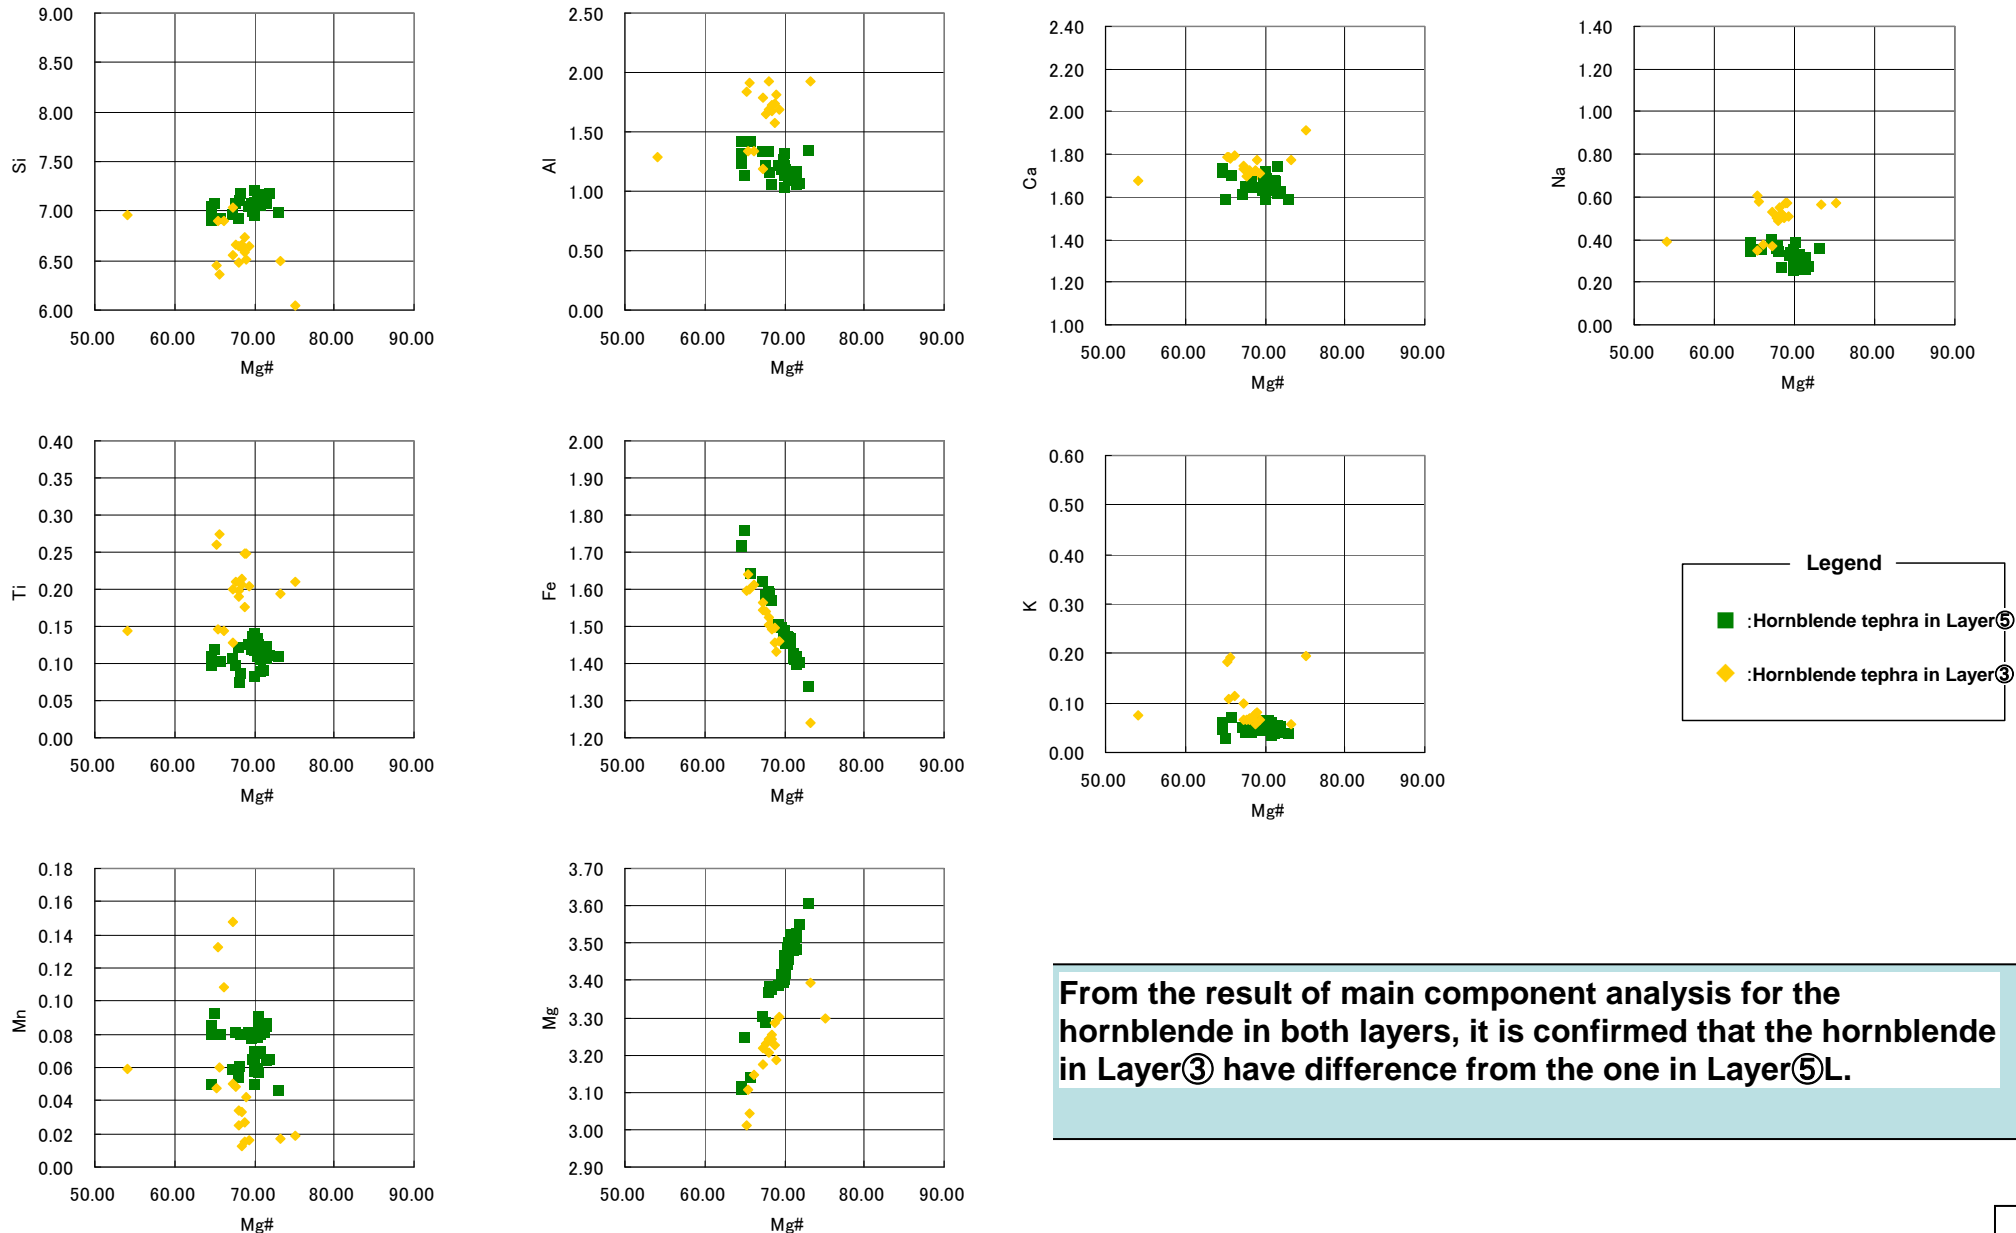 9.00
8.50
8.00
7.50
7.00
6.50
6.00
Si
50.00 60.00 70.00 80.00 90.00
Mg#
2.50
2.00
1.50
1.00
0.50
0.00
Al
50.00 60.00 70.00 80.00 90.00
Mg#
2.40
2.20
2.00
1.80
1.60
1.40
1.20
1.00
Ca
50.00 60.00 70.00 80.00 90.00
Mg#
1.40
1.20
1.00
0.80
0.60
0.40
0.20
0.00
Na
50.00 60.00 70.00 80.00 90.00
Mg#
0.40
0.35
0.30
0.25
0.20
0.15
0.10
0.05
0.00
Ti
50.00 60.00 70.00 80.00 90.00
Mg#
2.00
1.90
1.80
1.70
1.60
1.50
1.40
1.30
1.20
Fe
50.00 60.00 70.00 80.00 90.00
Mg#
0.60
0.50
0.40
0.30
0.20
0.10
0.00
K
50.00 60.00 70.00 80.00 90.00
Mg#
Legend
:Hornblende tephra in Layer⑤
:Hornblende tephra in Layer③
0.18
0.16
0.14
0.12
0.10
0.08
0.06
0.04
0.02
0.00
Mn
50.00 60.00 70.00 80.00 90.00
Mg#
3.70
3.60
3.50
3.40
3.30
3.20
3.10
3.00
2.90
Mg
50.00 60.00 70.00 80.00 90.00
Mg#
From the result of main component analysis for the
hornblende in both layers, it is confirmed that the hornblende
in Layer③ have difference from the one in Layer⑤L.